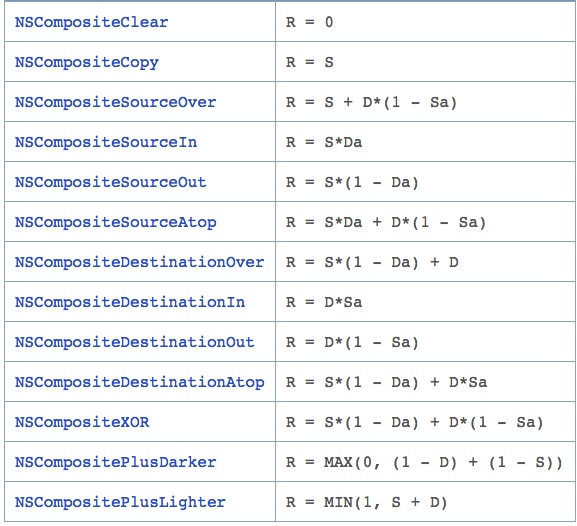 NSCompositeClear R = 0
NSCompositeCopy R = S
NSCompositeSourceOver R = S + D*(1 - Sa)
NSCompositeSourceIn R = S*Da
NSCompositeSourceOut R = S*(1 - Da)
NSCompositeSourceAtop R = S*Da + D*(1 - Sa)
NSCompositeDestinationOver R = S*(1 - Da) + D
NSCompositeDestinationIn R = D*Sa
NSCompositeDestinationOut R = D*(1 - Sa)
NSCompositeDestinationAtop R = S*(1 - Da) + D*Sa
NSCompositeXOR R = S*(1 - Da) + D*(1 - Sa)
NSCompositePlusDarker R = MAX(0, (1 - D) + (1 - S))
NSCompositePlusLighter R = MIN(1, S + D)